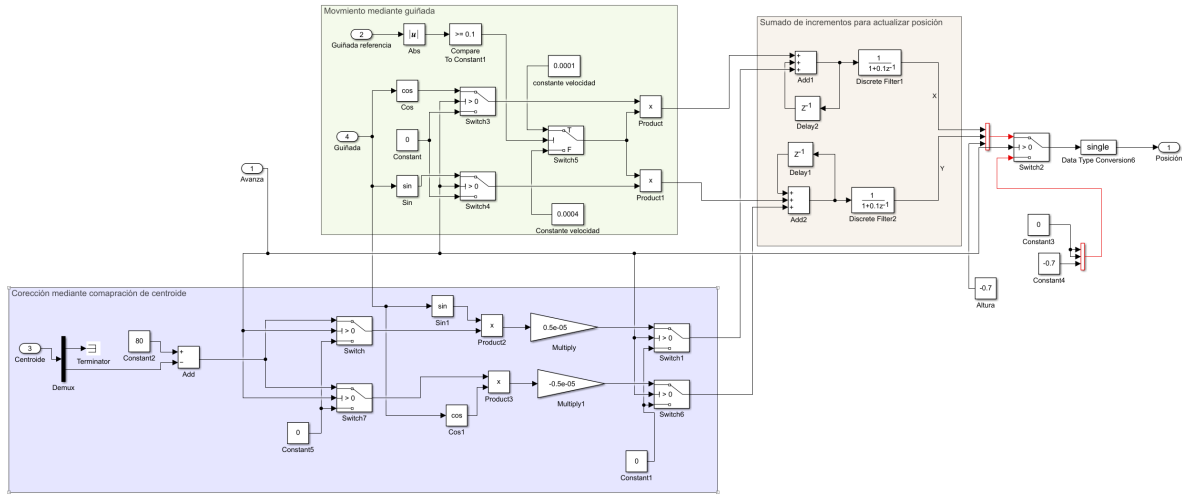 Movmiento mediante guiñada
2
Guiñada referencia
|u|
Abs
>= 0.1
Compare
To Constant1
0.0001
constante velocidad
cos
Cos
> 0
Switch3
4
Guiñada
0
Constant
T
F
Switch5
x
Product
sin
Sin
> 0
Switch4
x
Product1
0.0004
Constante velocidad
1
Avanza
Sumado de incrementos para actualizar posición
+
+
+
Add1
1
1+0.1z-1
Discrete Filter1
z-1
Delay2
X
z-1
Delay1
+
+
+
Add2
1
1+0.1z-1
Discrete Filter2
Y
> 0
Switch2
single
Data Type Conversion6
1
Posición
0
Constant3
-0.7
Constant4
-0.7
Altura
Corección mediante comapración de centroide
3
Centroide
Demux
Terminator
80
Constant2
+
−
Add
> 0
Switch
sin
Sin1
x
Product2
0.5e-05
Multiply
> 0
Switch1
> 0
Switch7
cos
Cos1
x
Product3
-0.5e-05
Multiply1
> 0
Switch6
0
Constant5
0
Constant1